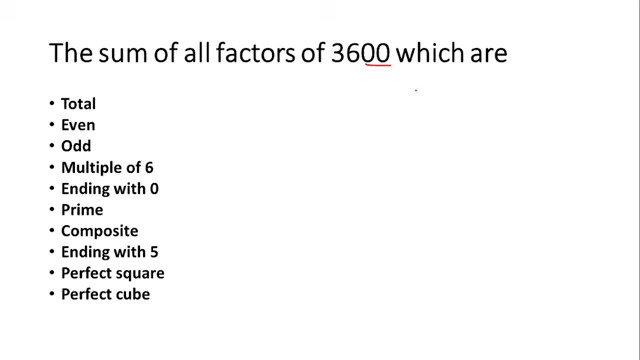 The sum of all factors of 3600 which are
• Total
• Even
• Odd
• Multiple of 6
• Ending with 0
• Prime
• Composite
• Ending with 5
• Perfect square
• Perfect cube